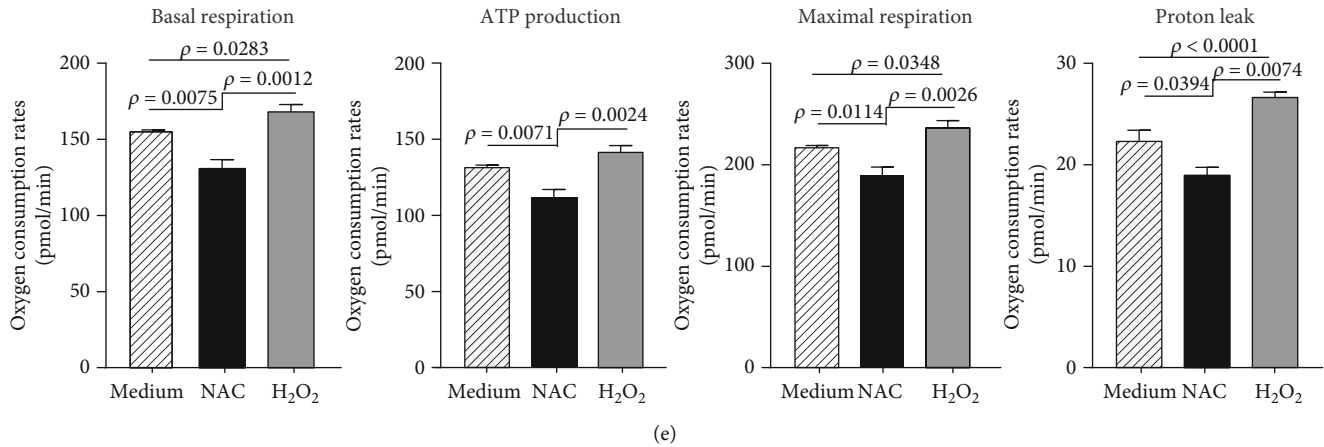 Basal respiration
Oxygen consumption rates
(pmol/min)
200
150
100
50
0
ρ = 0.0283
ρ = 0.0012
ρ = 0.0075
Medium NAC H₂O₂
ATP production
Oxygen consumption rates
(pmol/min)
200
150
100
50
0
ρ = 0.0024
ρ = 0.0071
Medium NAC H₂O₂
Maximal respiration
Oxygen consumption rates
(pmol/min)
300
200
200
0
ρ = 0.0348
ρ = 0.0026
ρ = 0.0114
Medium NAC H₂O₂
Proton leak
Oxygen consumption rates
(pmol/min)
30
20
10
0
ρ < 0.0001
ρ = 0.0074
ρ = 0.0394
Medium NAC H₂O₂
(e)